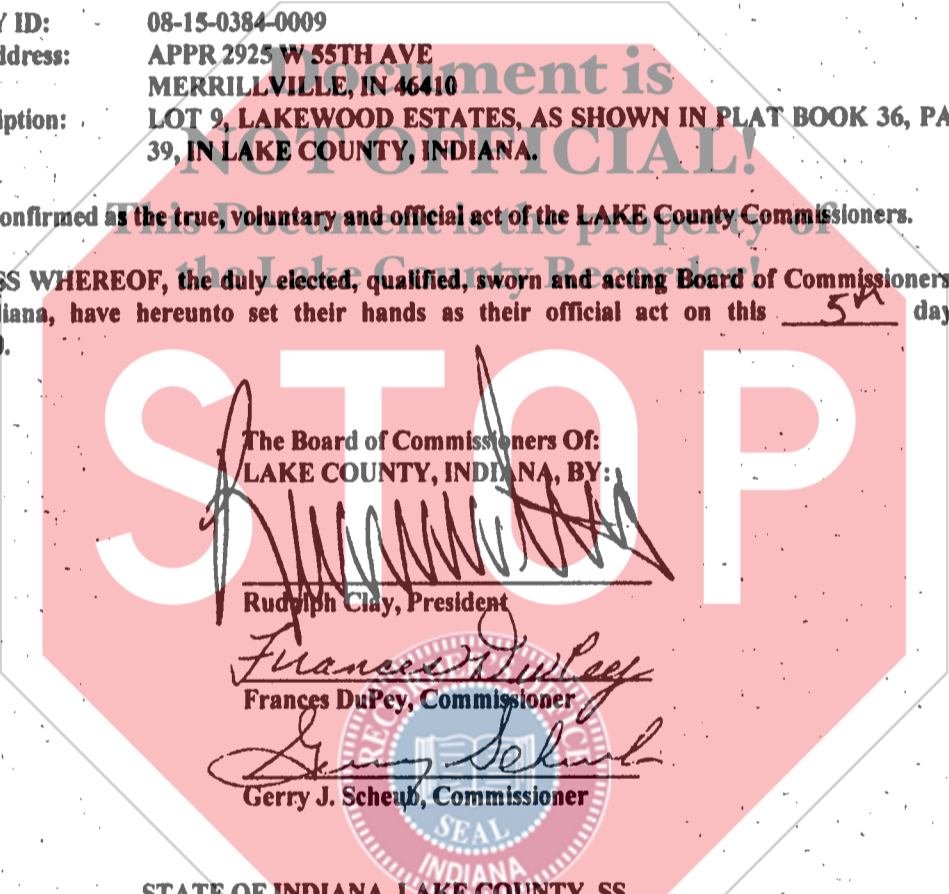 Y ID: 08-15-0384-0009
ddress: APPR 2925 W 55TH AVE
MERRILLVILLE, IN 46410
iption: LOT 9, LAKEWOOD ESTATES, AS SHOWN IN PLAT BOOK 36, PA
39, IN LAKE COUNTY, INDIANA.
Document is
NOT OFFICIAL!
This Document is the property of
the Lake County Recorder!
onfirmed as the true, voluntary and official act of the LAKE County Commissioners.
SS WHEREOF, the duly elected, qualified, sworn and acting Board of Commissioners
diana, have hereunto set their hands as their official act on this 5th day
STOP
The Board of Commissioners Of:
LAKE COUNTY, INDIANA, BY:
Rudolph Clay, President
Frances DuPey
Frances DuPey, Commissioner
Gerry Scheub
Gerry J. Scheub, Commissioner
RECORDER'S OFFICE
SEAL
INDIANA
STATE OF INDIANA, LAKE COUNTY, SS